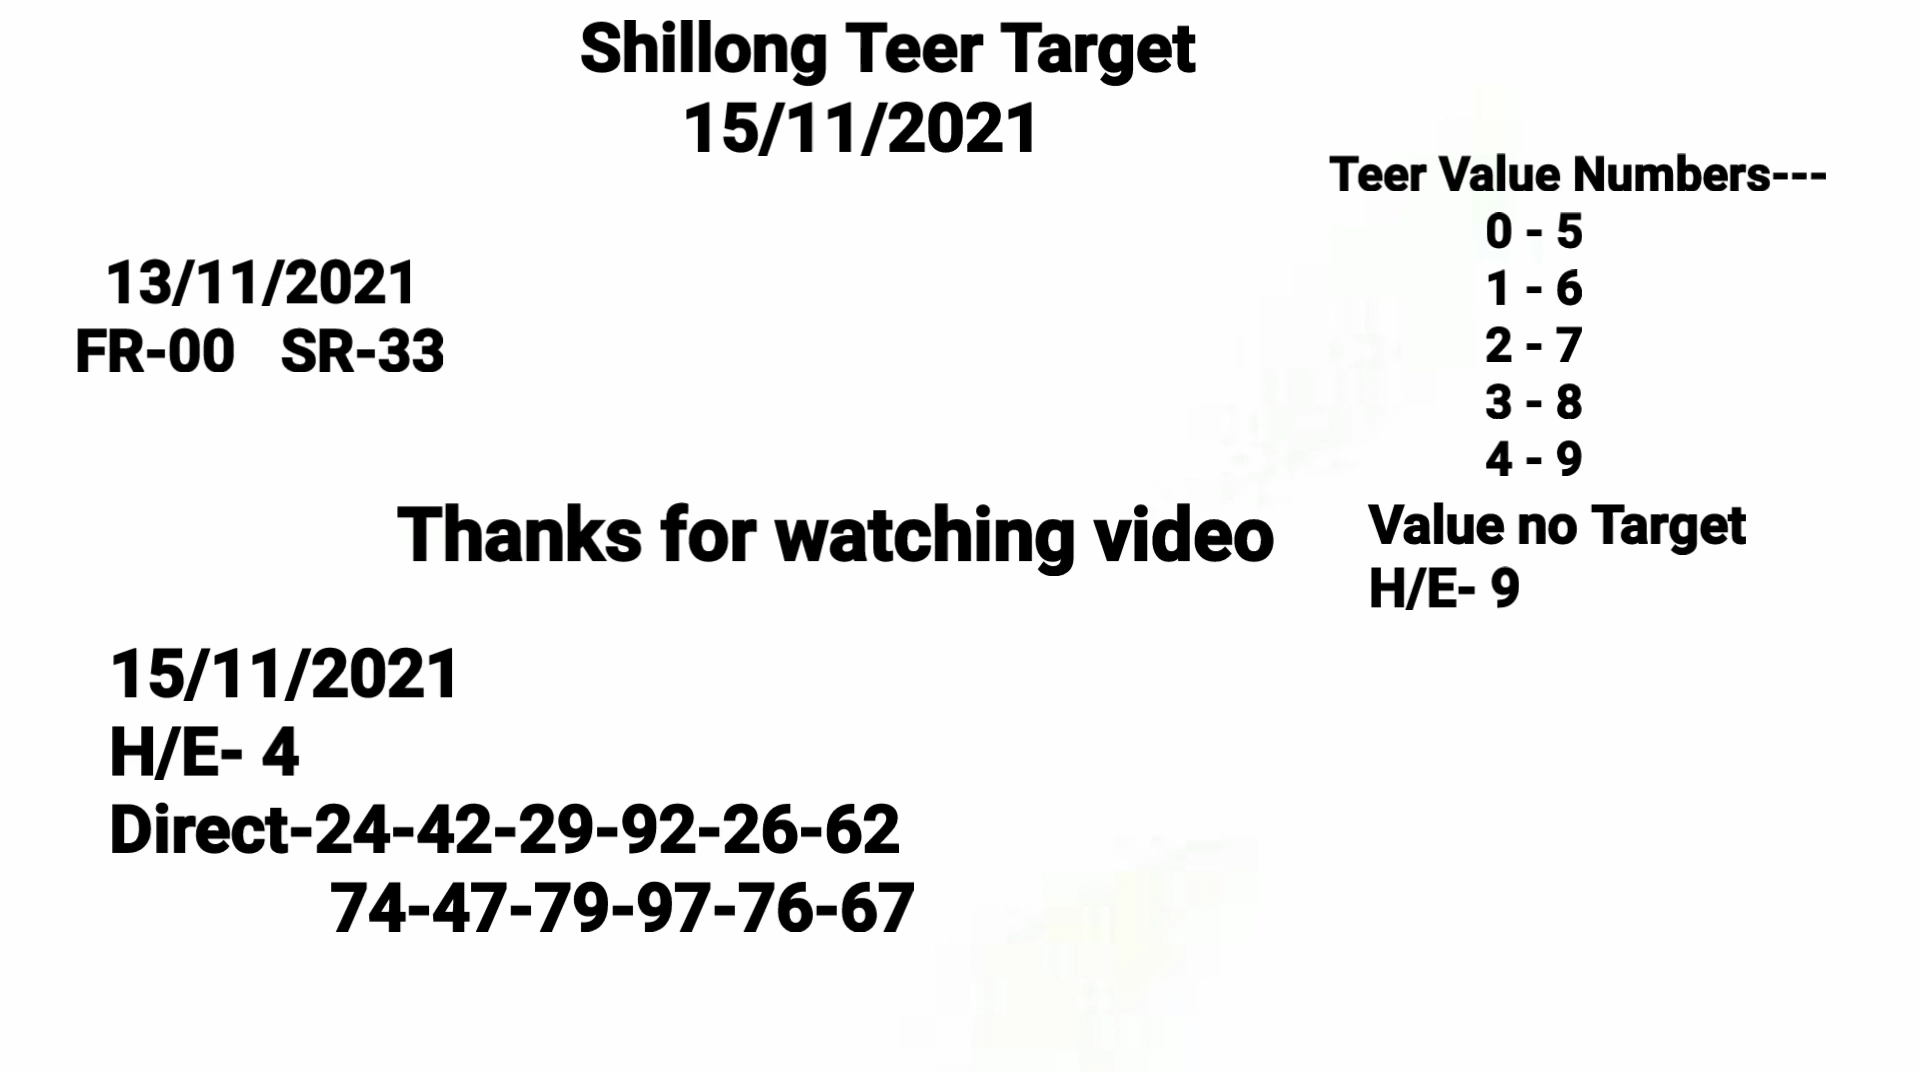 Shillong Teer Target
15/11/2021
13/11/2021
FR-00 SR-33
Teer Value Numbers---
0 - 5
1 - 6
2 - 7
3 - 8
4 - 9
Value no Target
H/E- 9
Thanks for watching video
15/11/2021
H/E- 4
Direct-24-42-29-92-26-62
74-47-79-97-76-67